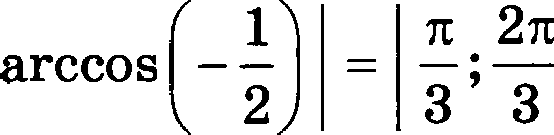 arccos(−1/2)| = |π/3; 2π/3